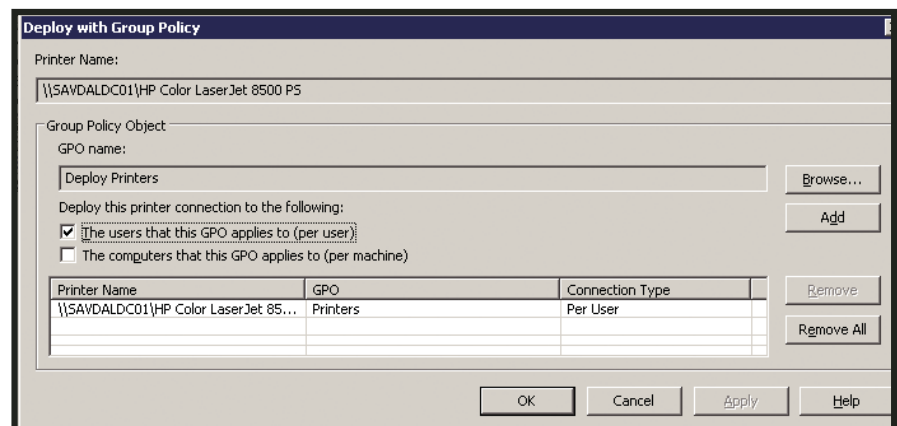 Deploy with Group Policy
Printer Name:
\\SAVDALDC01\HP Color LaserJet 8500 PS
Group Policy Object
GPO name:
Deploy Printers
Browse...
Deploy this printer connection to the following:
Add
The users that this GPO applies to (per user)
The computers that this GPO applies to (per machine)
Printer Name GPO Connection Type
Remove
\\SAVDALDC01\HP Color LaserJet 85... Printers Per User
Remove All
OK Cancel Apply Help